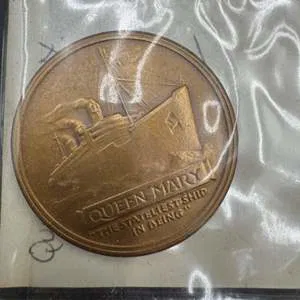 QUEEN MARY
"THE STATELIEST SHIP
IN BEING"